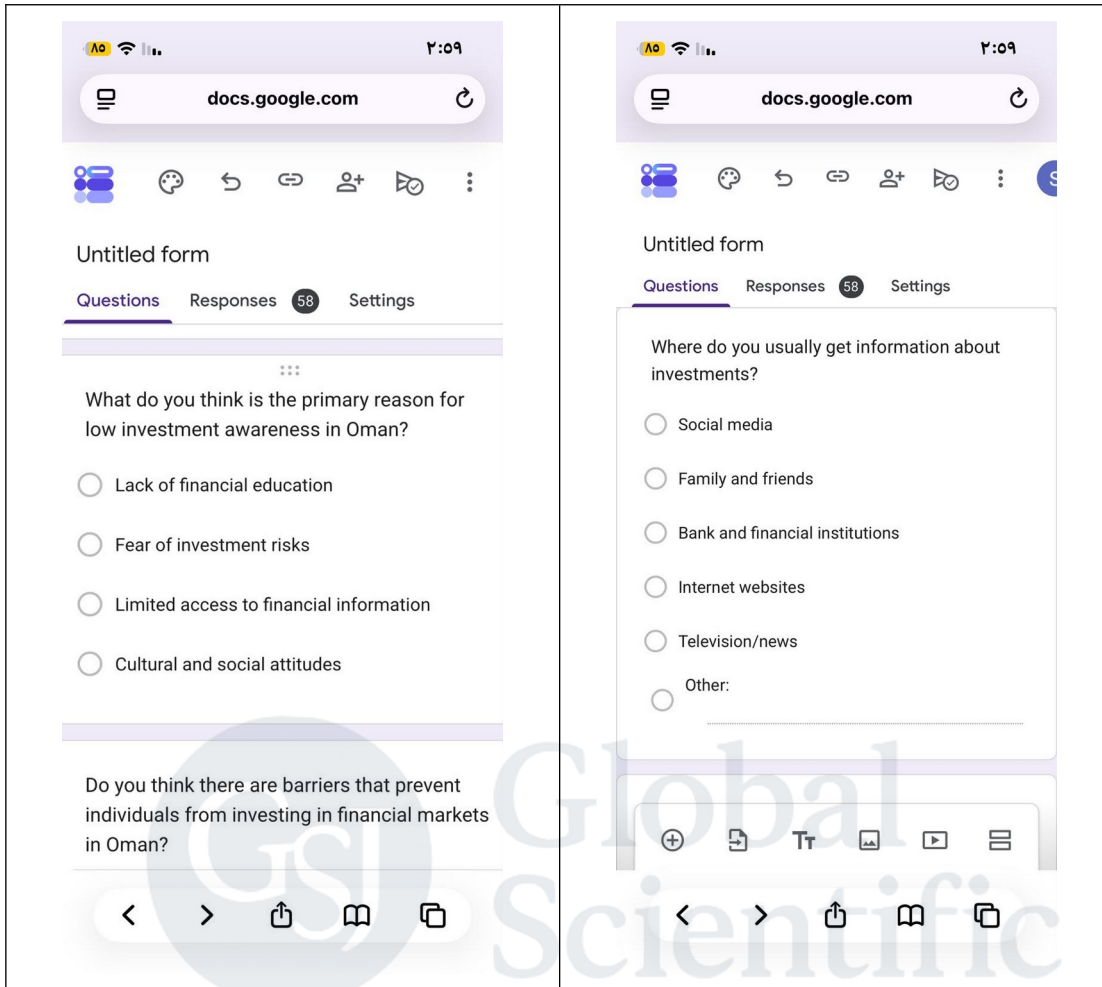 ٨٥ ٢:٥٩
docs.google.com
Untitled form
Questions Responses 58 Settings
What do you think is the primary reason for
low investment awareness in Oman?
Lack of financial education
Fear of investment risks
Limited access to financial information
Cultural and social attitudes
Do you think there are barriers that prevent
individuals from investing in financial markets
in Oman?
٨٥ ٢:٥٩
docs.google.com
S
Untitled form
Questions Responses 58 Settings
Where do you usually get information about
investments?
Social media
Family and friends
Bank and financial institutions
Internet websites
Television/news
Other:
Tт
GSJ
Global
Scientific